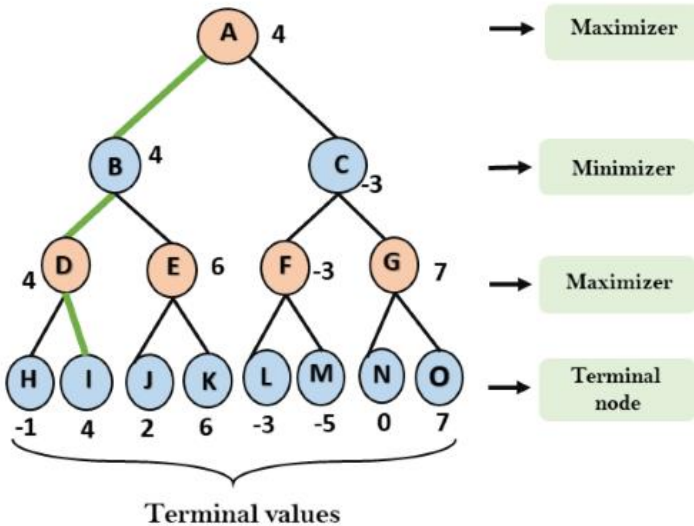 A 4 Maximizer
B 4 C -3 Minimizer
D 4 E 6 F -3 G 7 Maximizer
H I J K L M N O Terminal
node
-1 4 2 6 -3 -5 0 7
Terminal values